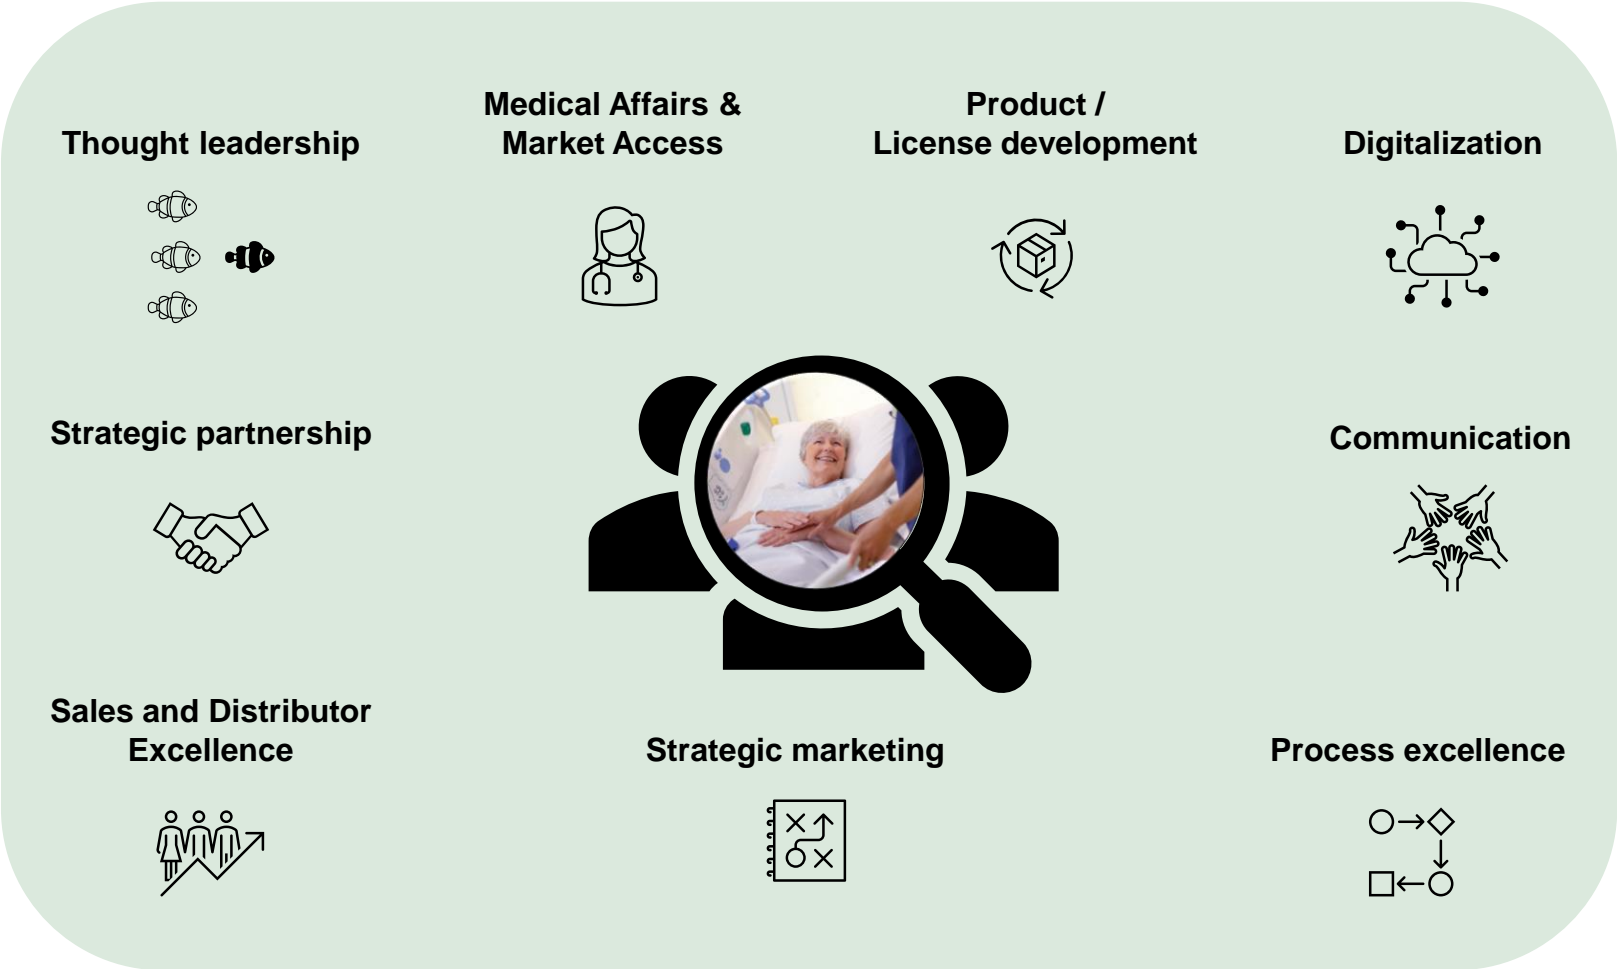 Medical Affairs &
Market Access
Product /
License development
Thought leadership
Digitalization
Strategic partnership
Communication
Sales and Distributor
Excellence
Strategic marketing
Process excellence